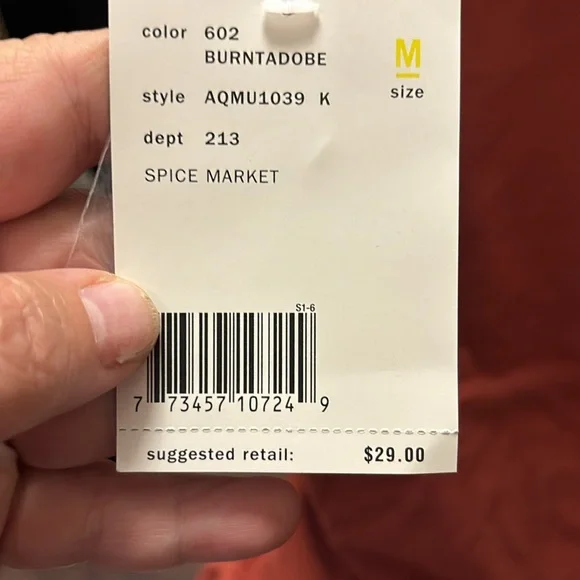 color 602
BURNTADOBE
M
size
style AQMU1039 K
dept 213
SPICE MARKET
S1-6
7 73457 10724 9
suggested retail: $29.00